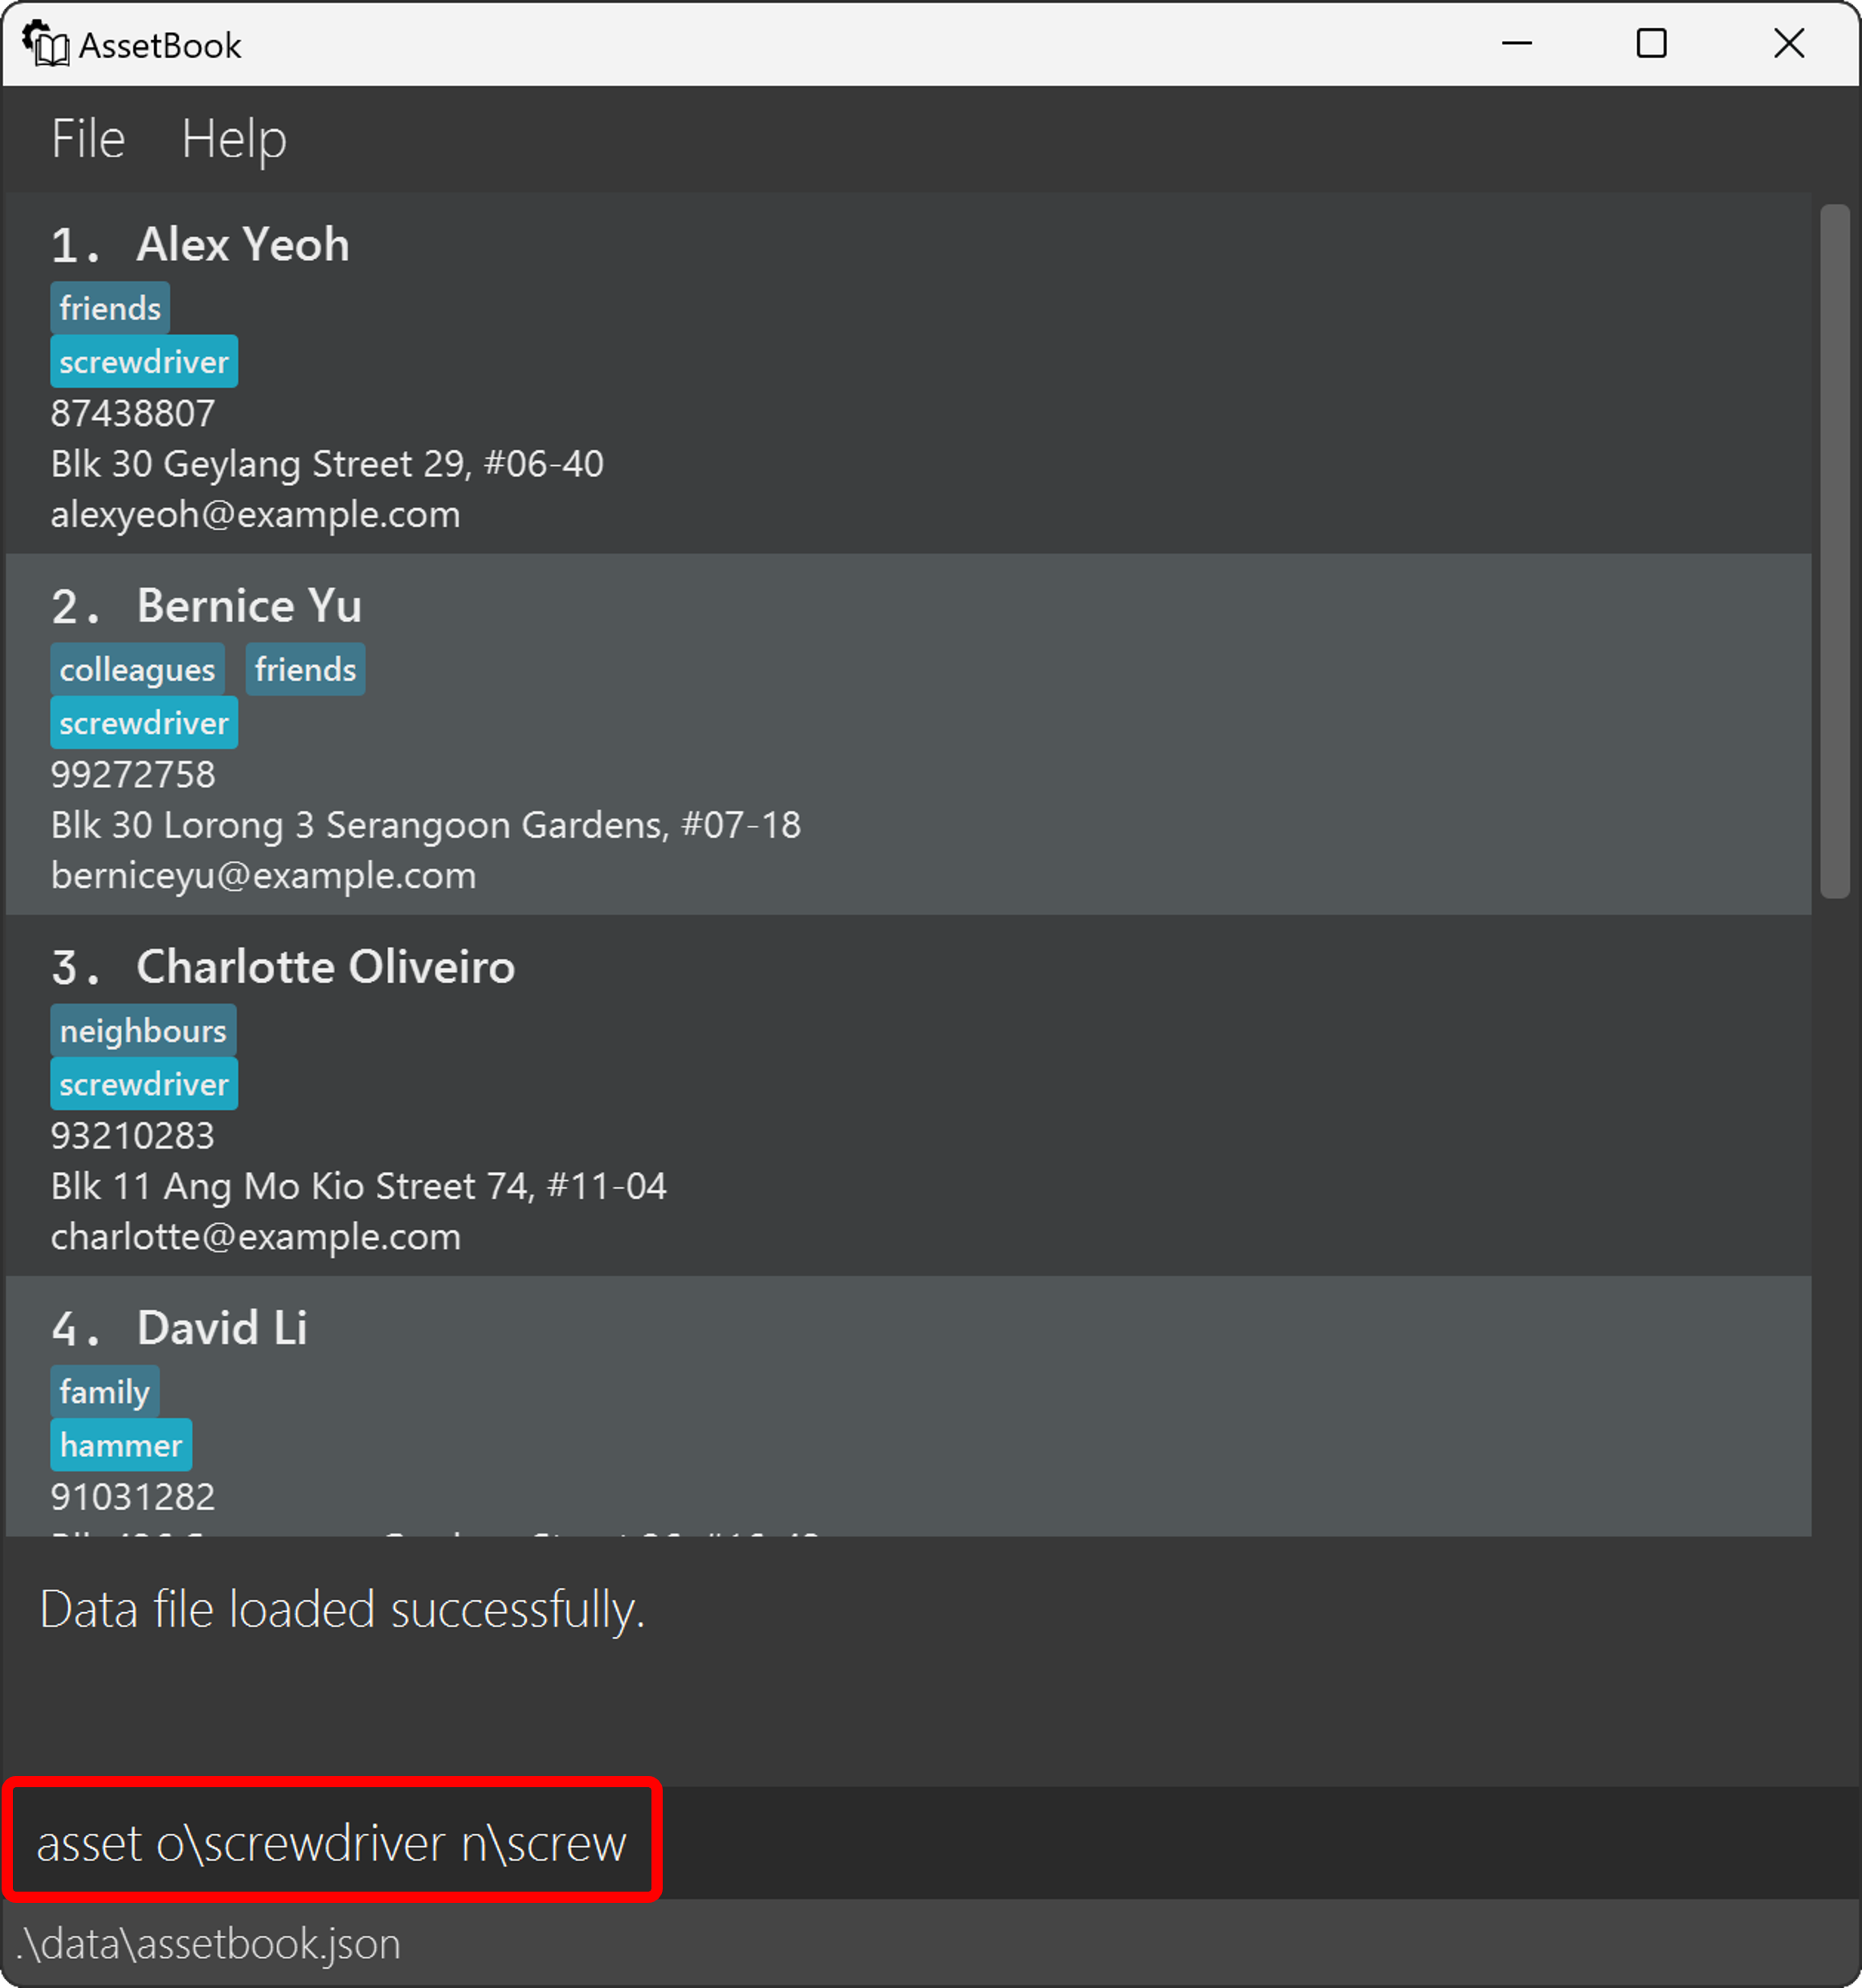 AssetBook
File Help
1. Alex Yeoh
friends
screwdriver
87438807
Blk 30 Geylang Street 29, #06-40
alexyeoh@example.com
2. Bernice Yu
colleagues friends
screwdriver
99272758
Blk 30 Lorong 3 Serangoon Gardens, #07-18
berniceyu@example.com
3. Charlotte Oliveiro
neighbours
screwdriver
93210283
Blk 11 Ang Mo Kio Street 74, #11-04
charlotte@example.com
4. David Li
family
hammer
91031282
Data file loaded successfully.
asset o\screwdriver n\screw
.\data\assetbook.json